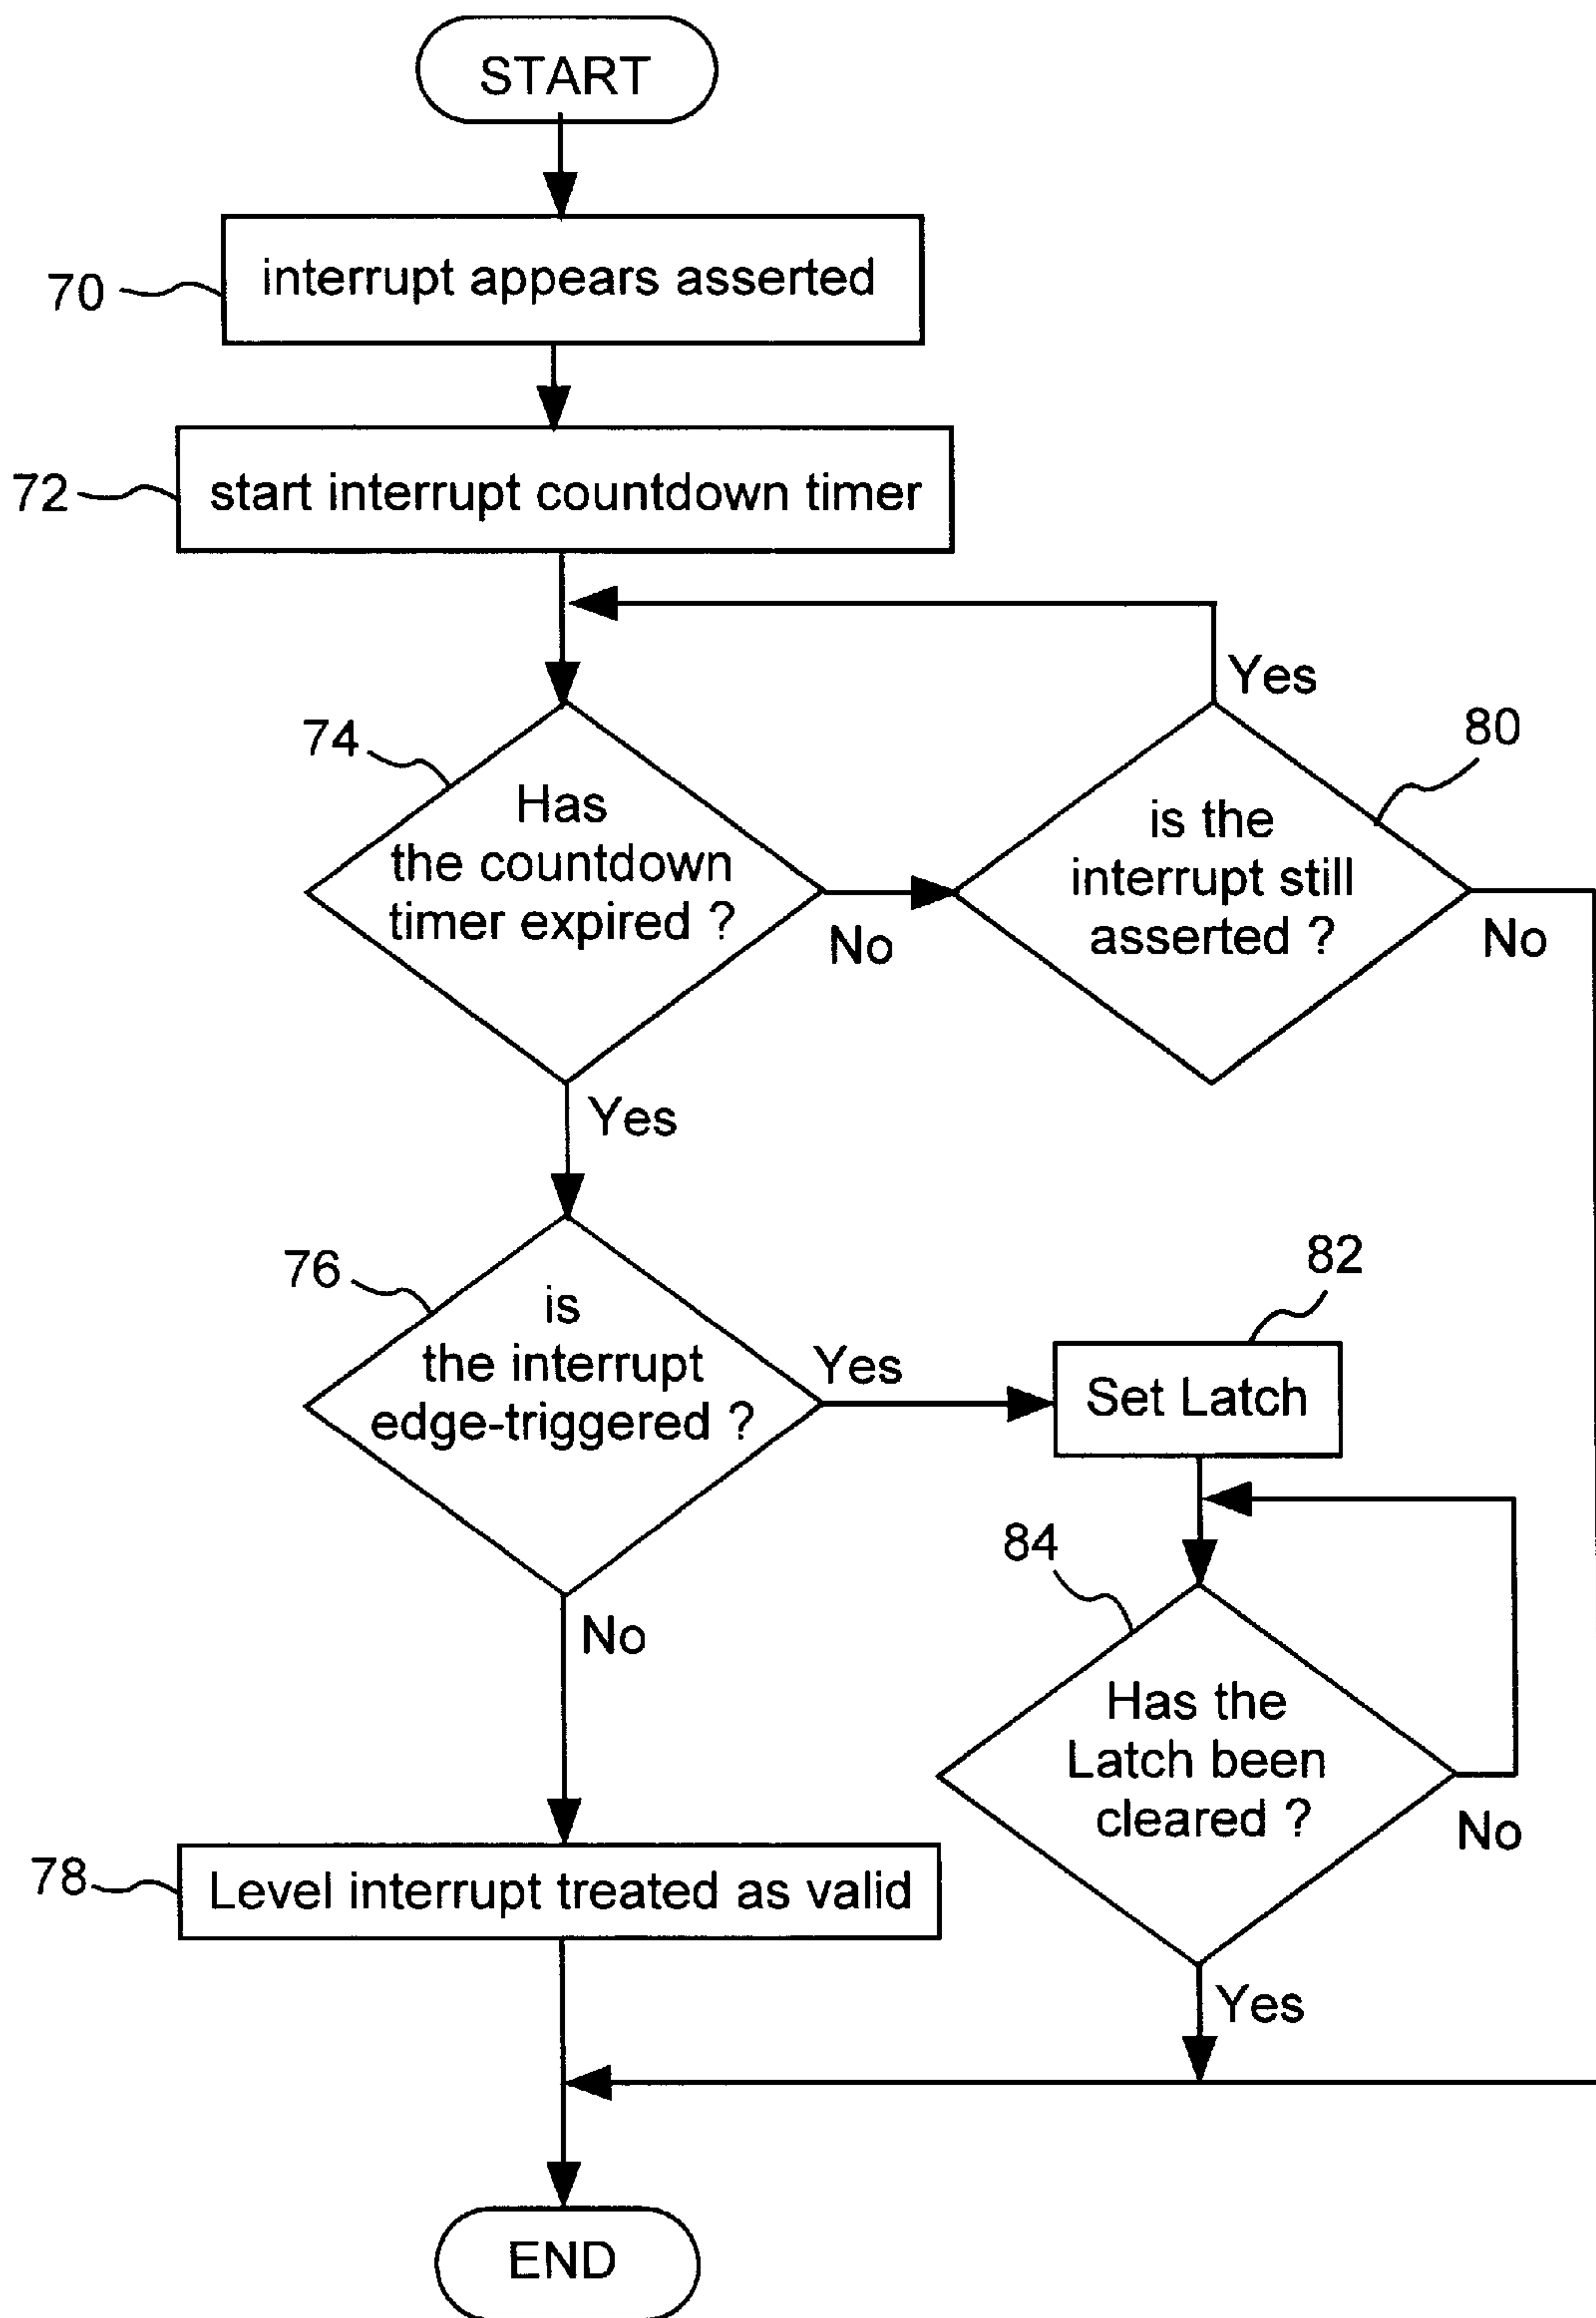 START
70
interrupt appears asserted
72
start interrupt countdown timer
Yes
74
80
Has
the countdown
timer expired ?
is the
interrupt still
asserted ?
No
No
Yes
76
82
is
the interrupt
edge-triggered ?
Yes
Set Latch
84
No
Has the
Latch been
cleared ?
No
78
Level interrupt treated as valid
Yes
END